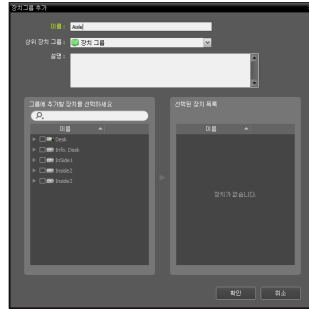 장치그룹 추가
이름 : Aisle
상위 장치 그룹 : 장치 그룹
설명 :
그룹에 추가할 장치를 선택하세요
선택된 장치 목록
이름
이름
Desk
Info. Desk
InSide1
Inside2
Inside3
장치가 없습니다.
확인
취소